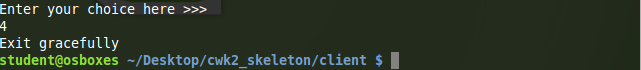 Enter your choice here >>>
4
Exit gracefully
student@osboxes ~/Desktop/cwk2_skeleton/client $